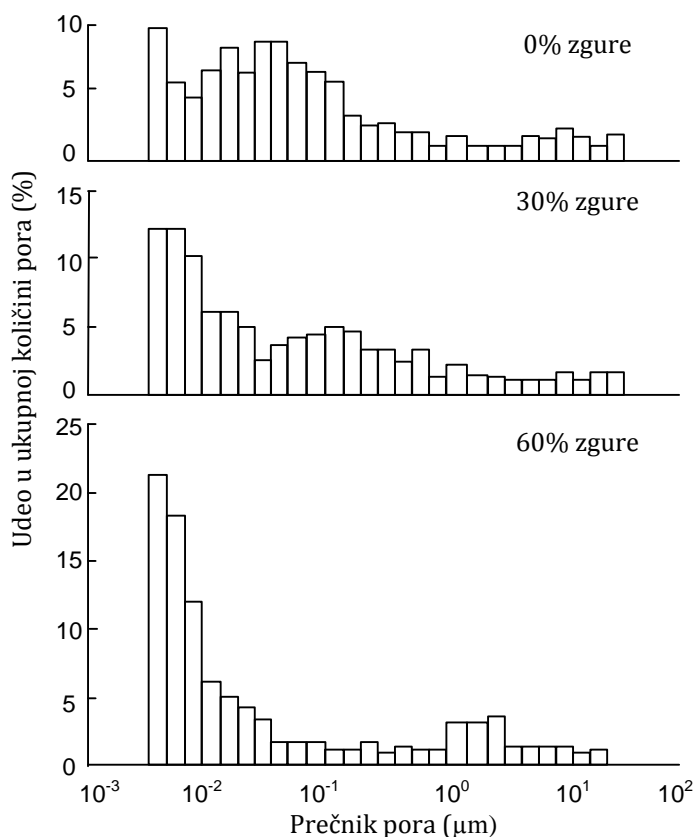 Udeo u ukupnoj količini pora (%)
10
5
0
0% zgure
15
10
5
0
30% zgure
25
20
15
10
5
0
60% zgure
10⁻³ 10⁻² 10⁻¹ 10⁰ 10¹ 10²
Prečnik pora (μm)